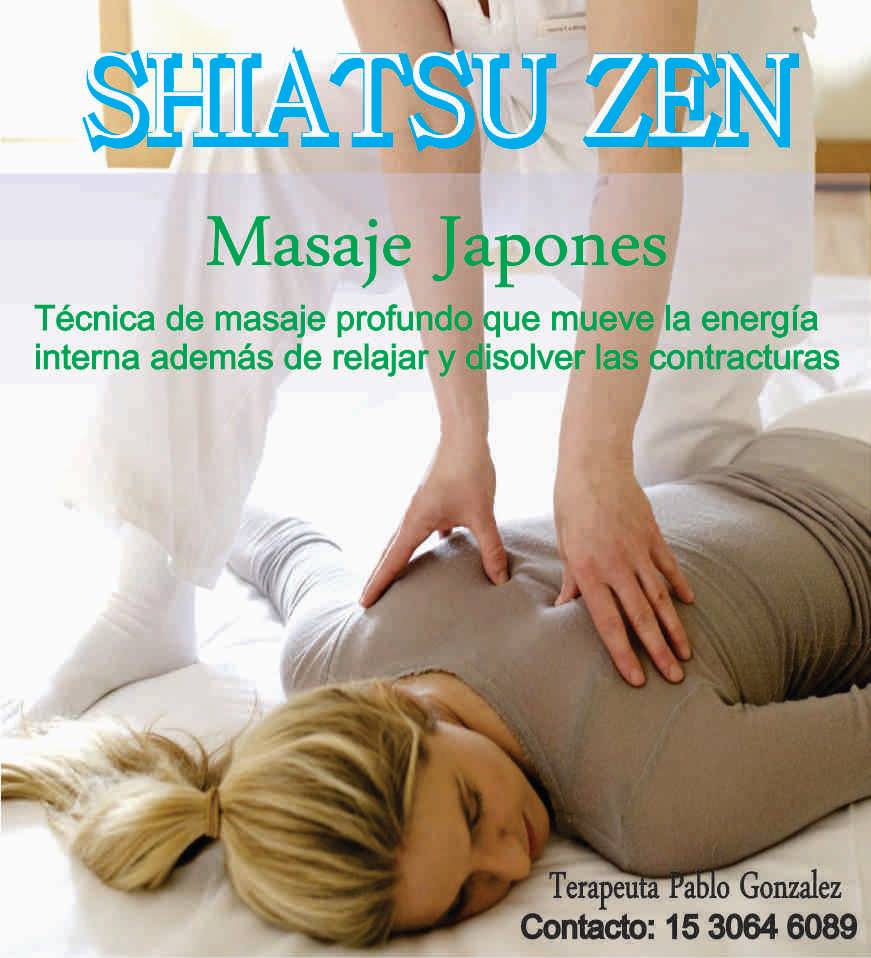 SHIATSU ZEN
Masaje Japones
Técnica de masaje profundo que mueve la energía
interna además de relajar y disolver las contracturas
Terapeuta Pablo Gonzalez
Contacto: 15 3064 6089